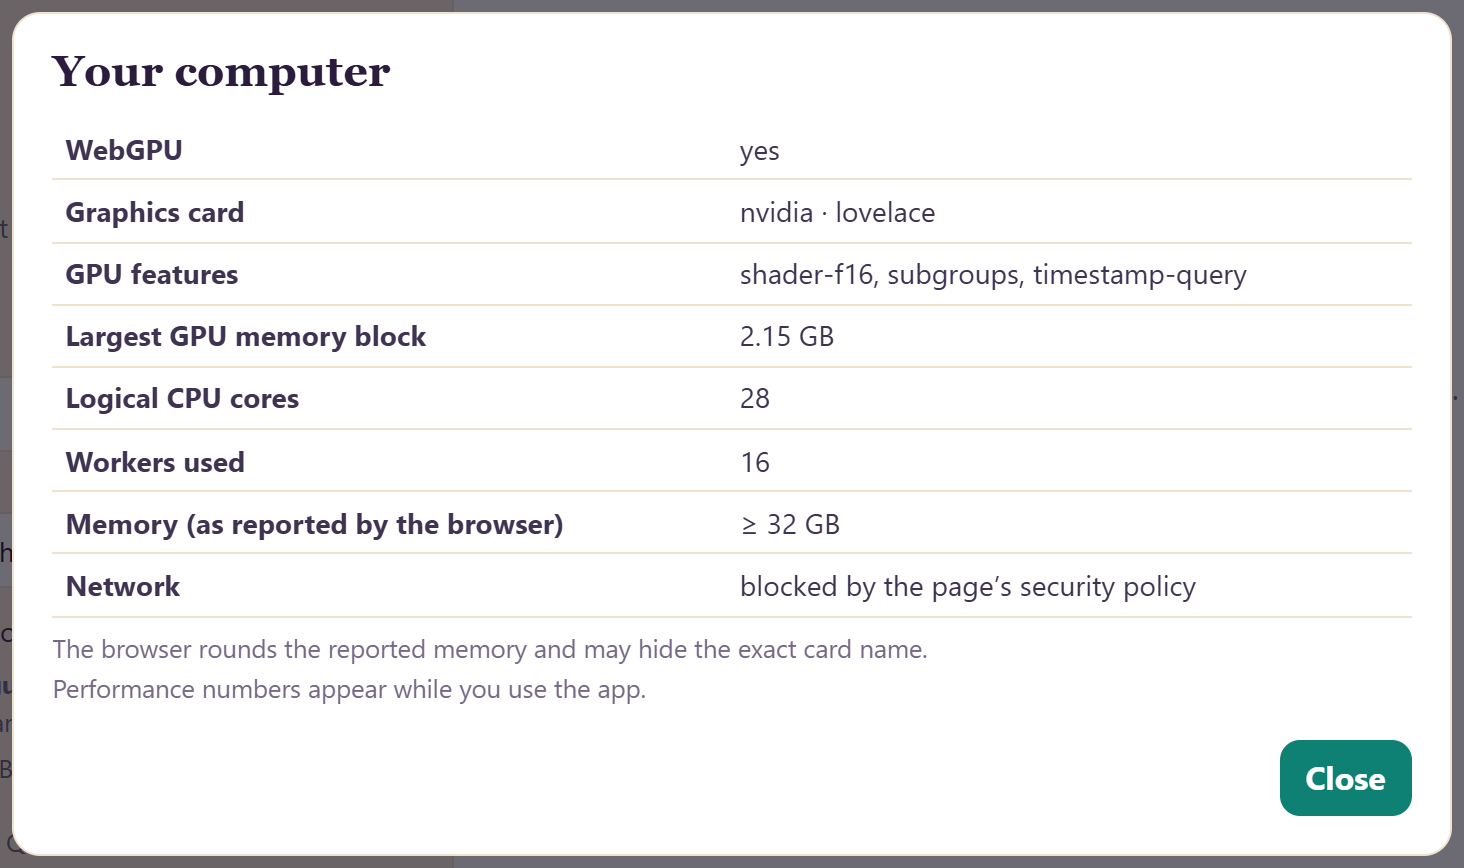 Your computer
WebGPU yes
Graphics card nvidia · lovelace
GPU features shader-f16, subgroups, timestamp-query
Largest GPU memory block 2.15 GB
Logical CPU cores 28
Workers used 16
Memory (as reported by the browser) ≥ 32 GB
Network blocked by the page’s security policy
The browser rounds the reported memory and may hide the exact card name.
Performance numbers appear while you use the app.
Close